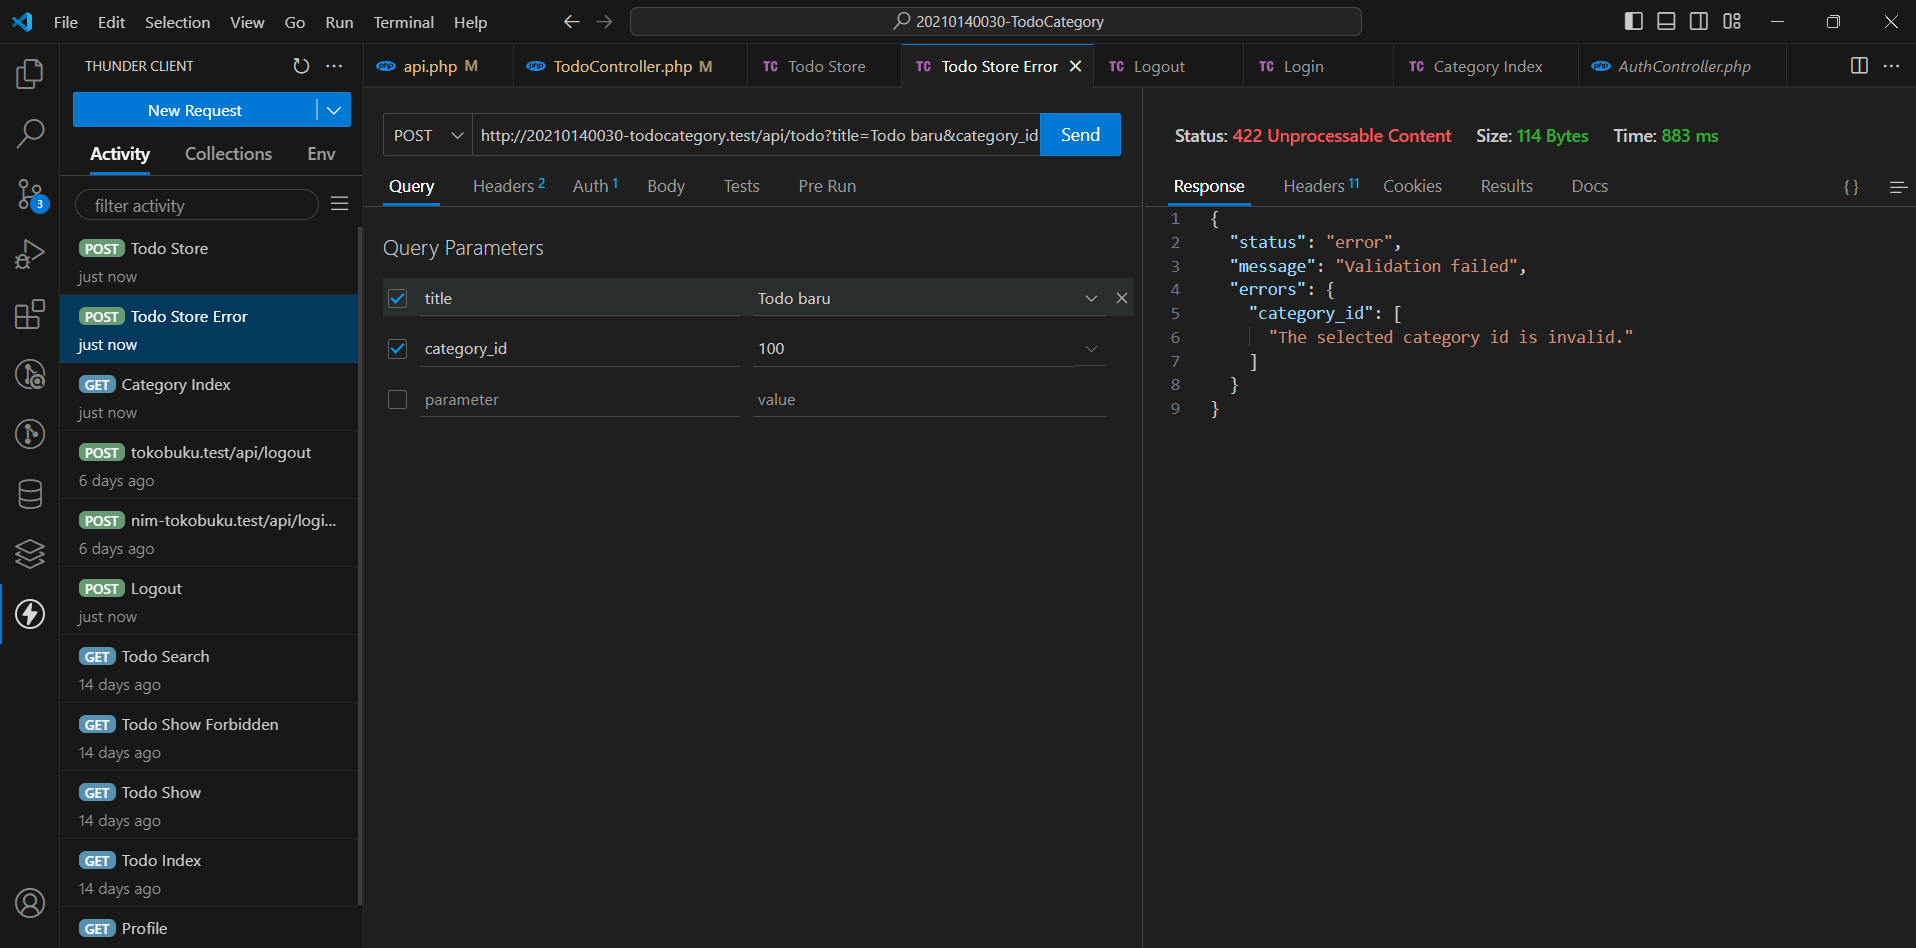 File Edit Selection View Go Run Terminal Help 20210140030-TodoCategory
THUNDER CLIENT
New Request
Activity Collections Env
filter activity
POST Todo Store
just now
POST Todo Store Error
just now
GET Category Index
just now
POST tokobuku.test/api/logout
6 days ago
POST nim-tokobuku.test/api/logi...
6 days ago
POST Logout
just now
GET Todo Search
14 days ago
GET Todo Show Forbidden
14 days ago
GET Todo Show
14 days ago
GET Todo Index
14 days ago
GET Profile
3
php api.php M php TodoController.php M TC Todo Store TC Todo Store Error TC Logout TC Login TC Category Index php AuthController.php
POST http://20210140030-todocategory.test/api/todo?title=Todo baru&category_id Send
Query Headers 2 Auth 1 Body Tests Pre Run
Query Parameters
title Todo baru
category_id 100
parameter value
Status: 422 Unprocessable Content Size: 114 Bytes Time: 883 ms
Response Headers 11 Cookies Results Docs { }
1 {
2 "status": "error",
3 "message": "Validation failed",
4 "errors": {
5 "category_id": [
6 "The selected category id is invalid."
7 ]
8 }
9 }